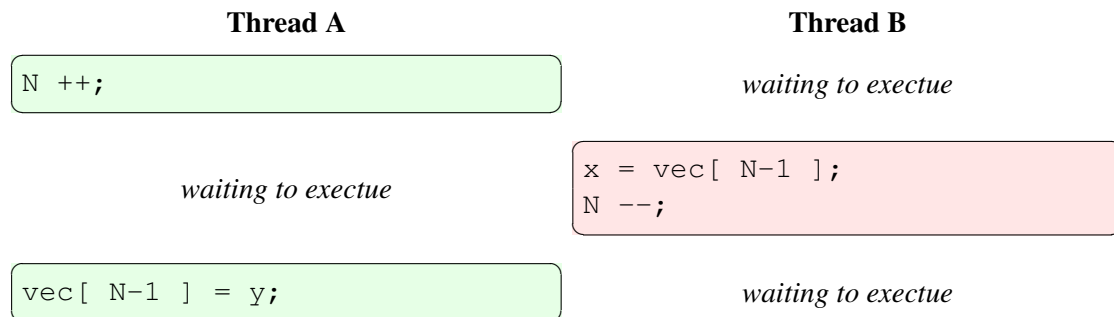 Thread A Thread B
N ++; waiting to exectue
waiting to exectue x = vec[ N-1 ];
N --;
vec[ N-1 ] = y; waiting to exectue